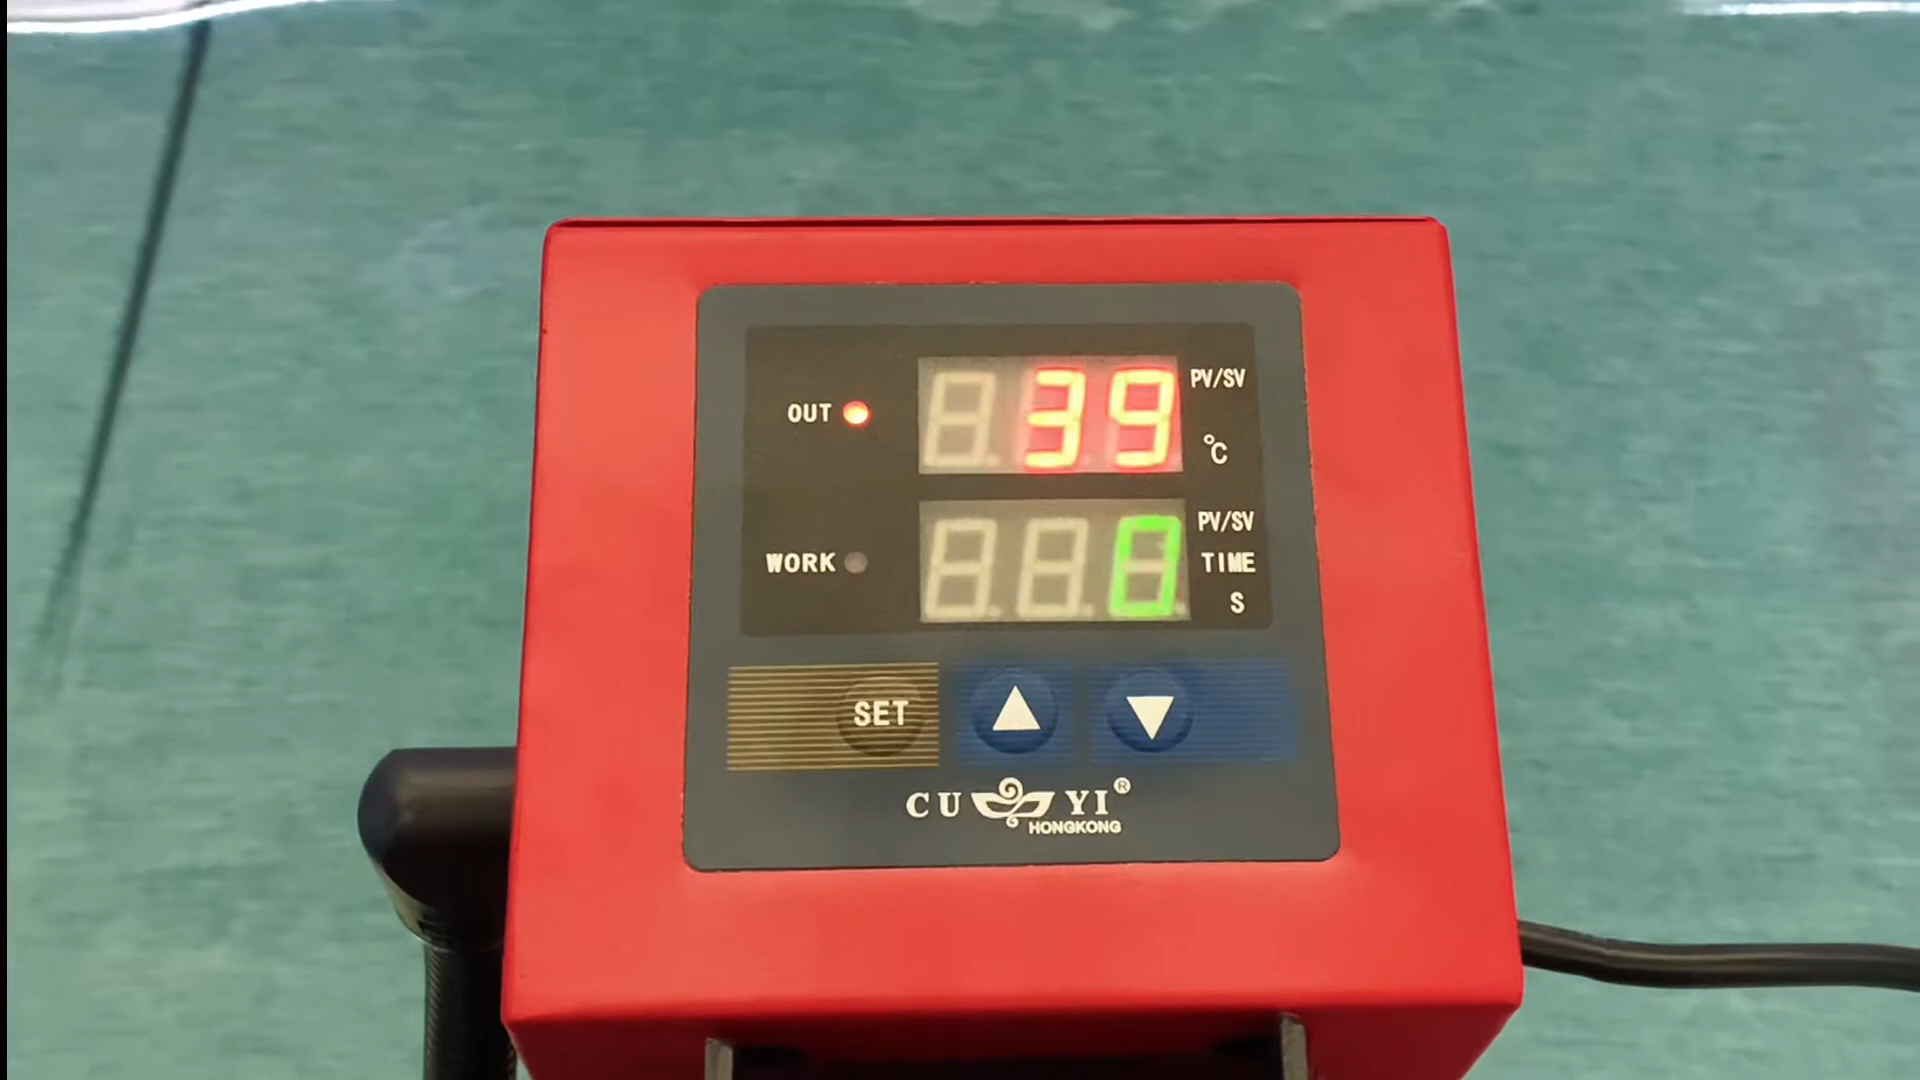 OUT 39 PV/SV
°C
WORK 0 PV/SV
TIME
S
SET
CU YI®
HONGKONG